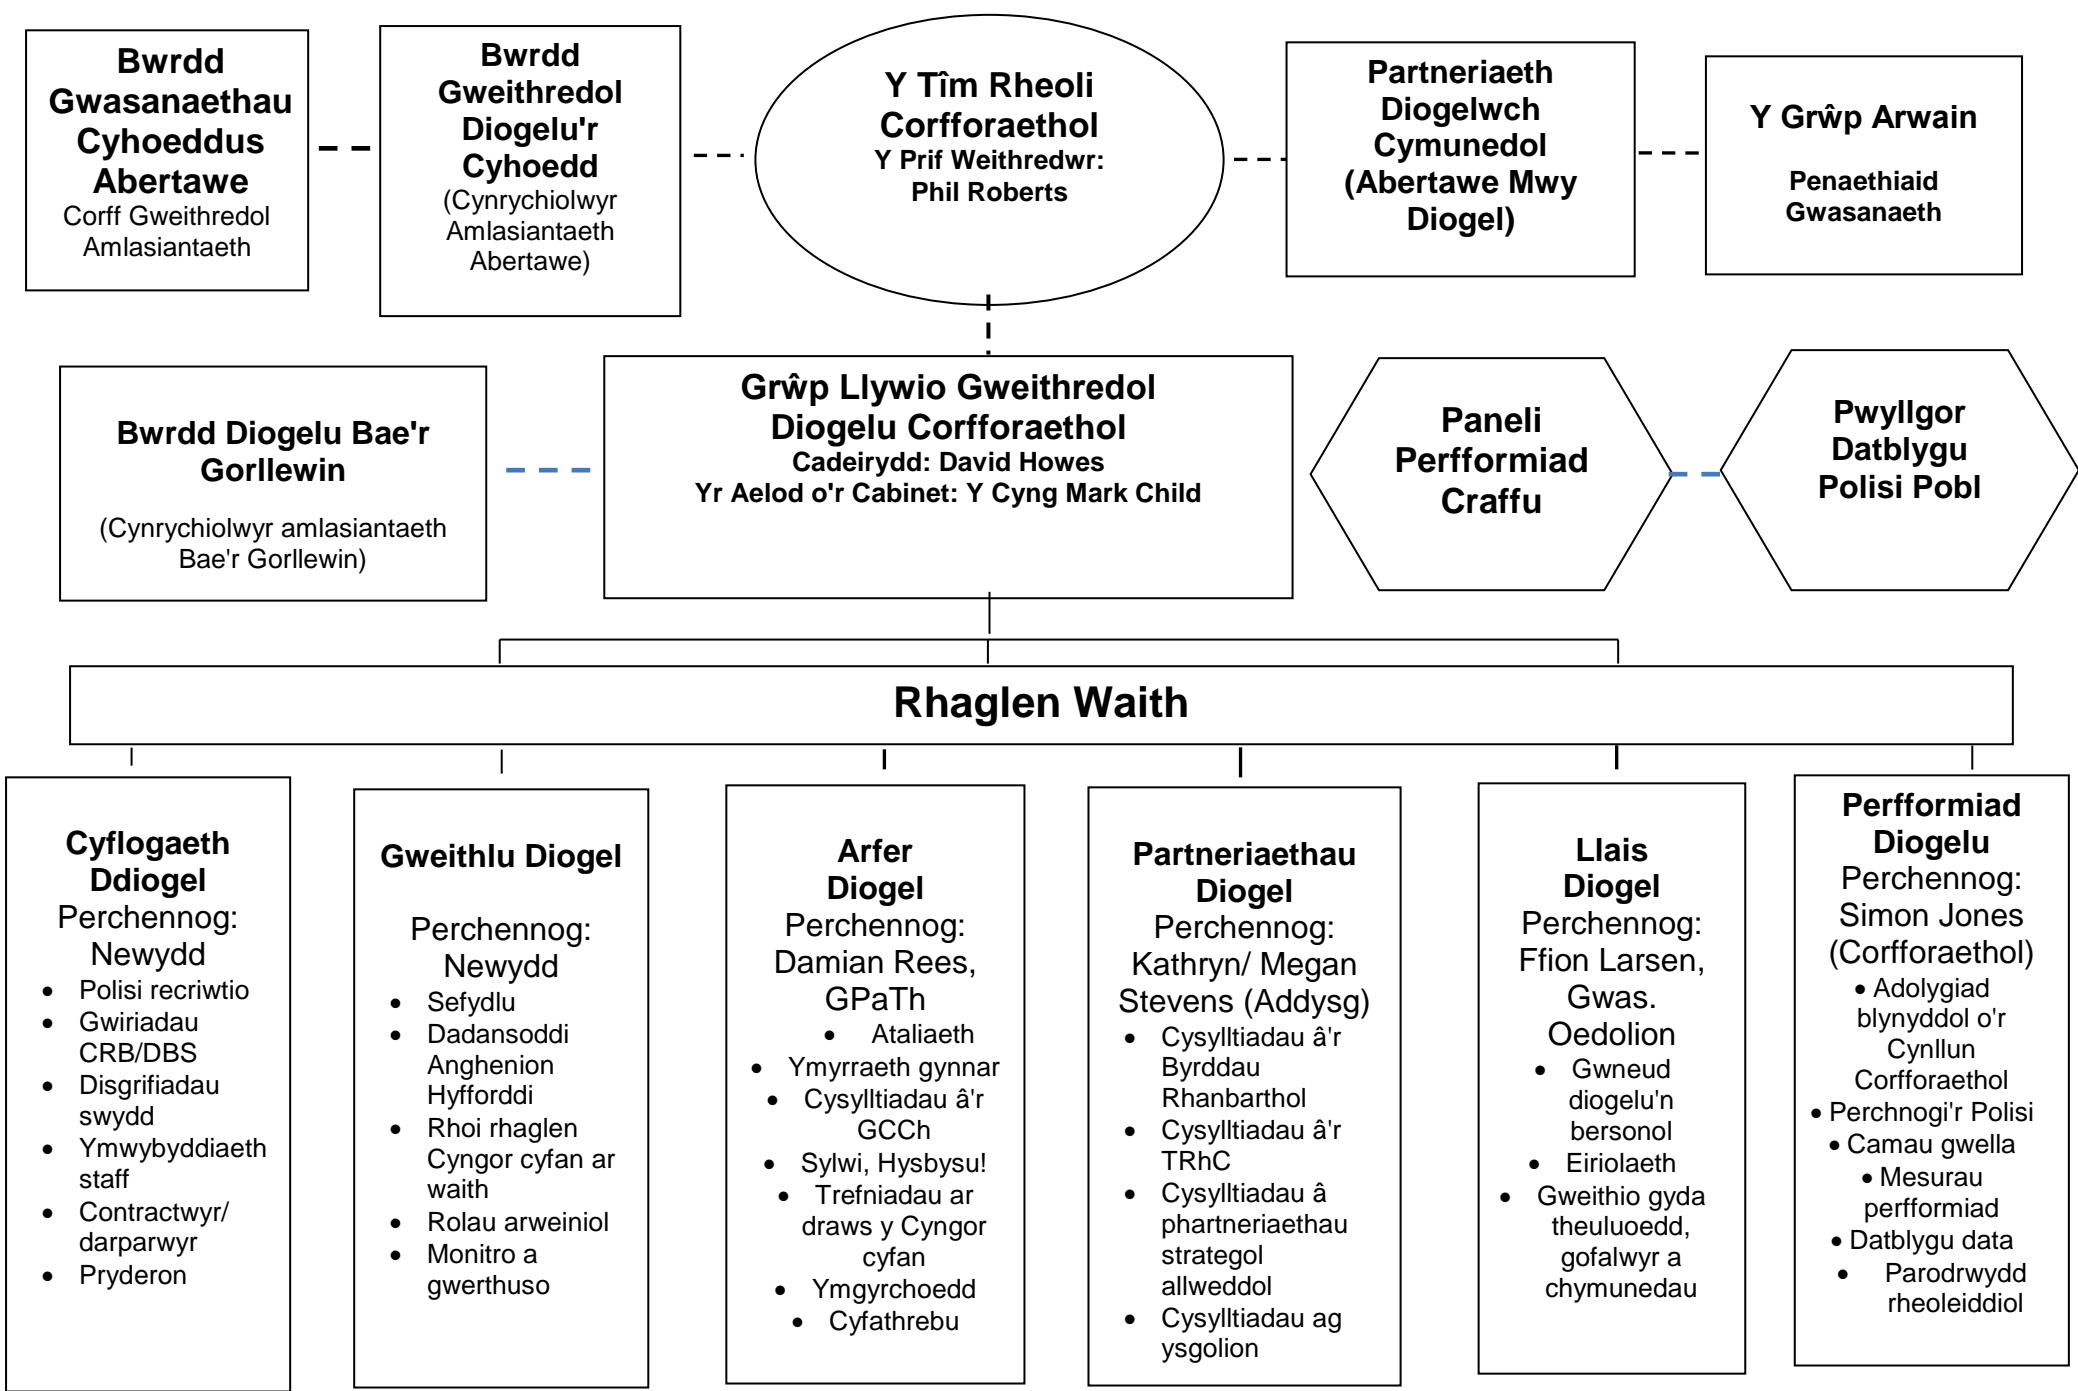 Bwrdd
Gwasanaethau
Cyhoeddus
Abertawe
Corff Gweithredol
Amlasiantaeth
Bwrdd
Gweithredol
Diogelu'r
Cyhoedd
(Cynrychiolwyr
Amlasiantaeth
Abertawe)
Y Tîm Rheoli
Corfforaethol
Y Prif Weithredwr:
Phil Roberts
Partneriaeth
Diogelwch
Cymunedol
(Abertawe Mwy
Diogel)
Y Grŵp Arwain
Penaethiaid
Gwasanaeth
Bwrdd Diogelu Bae'r
Gorllewin
(Cynrychiolwyr amlasiantaeth
Bae'r Gorllewin)
Grŵp Llywio Gweithredol
Diogelu Corfforaethol
Cadeirydd: David Howes
Yr Aelod o'r Cabinet: Y Cyng Mark Child
Paneli
Perfformiad
Craffu
Pwyllgor
Datblygu
Polisi Pobl
Rhaglen Waith
Cyflogaeth
Ddiogel
Perchennog:
Newydd
• Polisi recriwtio
• Gwiriadau
CRB/DBS
• Disgrifiadau
swydd
• Ymwybyddiaeth
staff
• Contractwyr/
darparwyr
• Pryderon
Gweithlu Diogel
Perchennog:
Newydd
• Sefydlu
• Dadansoddi
Anghenion
Hyfforddi
• Rhoi rhaglen
Cyngor cyfan ar
waith
• Rolau arweiniol
• Monitro a
gwerthuso
Arfer
Diogel
Perchennog:
Damian Rees,
GPaTh
• Ataliaeth
• Ymyrraeth gynnar
• Cysylltiadau â'r
GCCh
• Sylwi, Hysbysu!
• Trefniadau ar
draws y Cyngor
cyfan
• Ymgyrchoedd
• Cyfathrebu
Partneriaethau
Diogel
Perchennog:
Kathryn/ Megan
Stevens (Addysg)
• Cysylltiadau â'r
Byrddau
Rhanbarthol
• Cysylltiadau â'r
TRhC
• Cysylltiadau â
phartneriaethau
strategol
allweddol
• Cysylltiadau ag
ysgolion
Llais
Diogel
Perchennog:
Ffion Larsen,
Gwas.
Oedolion
• Gwneud
diogelu'n
bersonol
• Eiriolaeth
• Gweithio gyda
theuluoedd,
gofalwyr a
chymunedau
Perfformiad
Diogelu
Perchennog:
Simon Jones
(Corfforaethol)
• Adolygiad
blynyddol o'r
Cynllun
Corfforaethol
• Perchnogi'r Polisi
• Camau gwella
• Mesurau
perfformiad
• Datblygu data
• Parodrwydd
rheoleiddiol